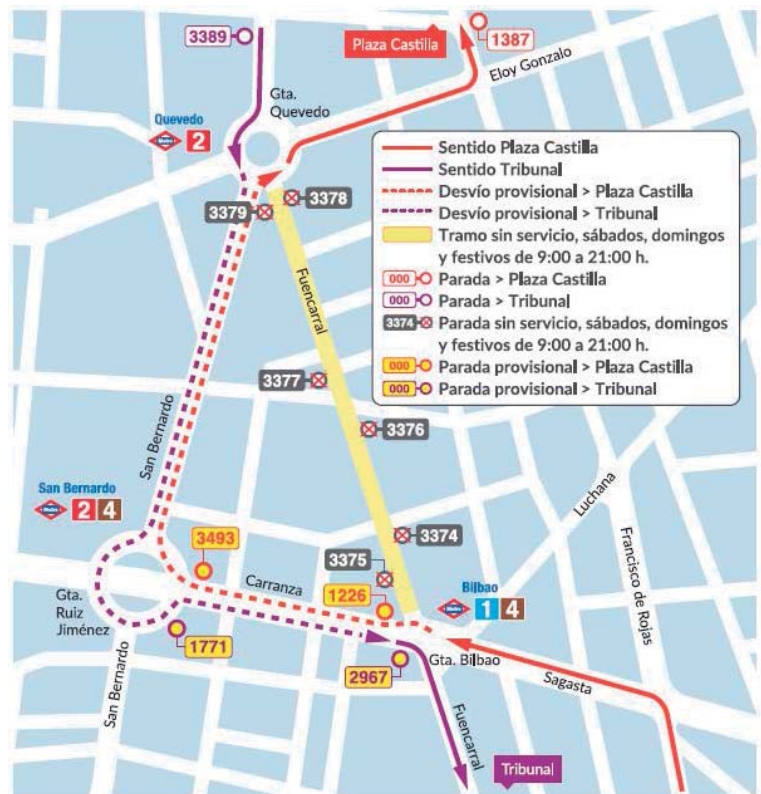 3389
Plaza Castilla
1387
Eloy Gonzalo
Gta.
Quevedo
Quevedo
Metro 2
Sentido Plaza Castilla
Sentido Tribunal
Desvío provisional > Plaza Castilla
Desvío provisional > Tribunal
Tramo sin servicio, sábados, domingos
y festivos de 9:00 a 21:00 h.
000 Parada > Plaza Castilla
000 Parada > Tribunal
3374 Parada sin servicio, sábados, domingos
y festivos de 9:00 a 21:00 h.
000 Parada provisional > Plaza Castilla
000 Parada provisional > Tribunal
3379
3378
Fuencarral
3377
3376
San Bernardo
Luchana
San Bernardo
Metro 2 4
3493
3374
3375
Francisco de Rojas
Carranza
1226
Bilbao
Metro 1 4
Gta.
Ruiz
Jiménez
1771
San Bernardo
2967
Gta. Bilbao
Sagasta
Fuencarral
Tribunal